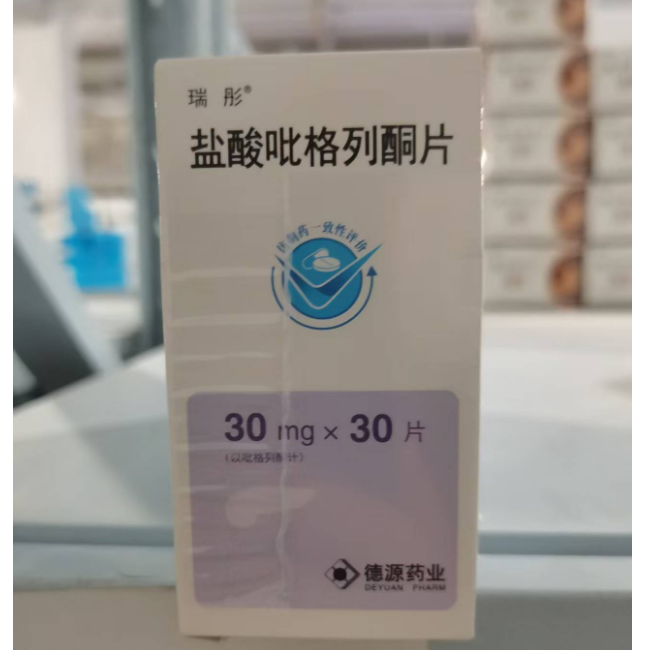 瑞彤®
盐酸吡格列酮片
仿制药一致性评价
30 mg × 30 片
(以吡格列酮计)
德源药业
DEYUAN PHARM